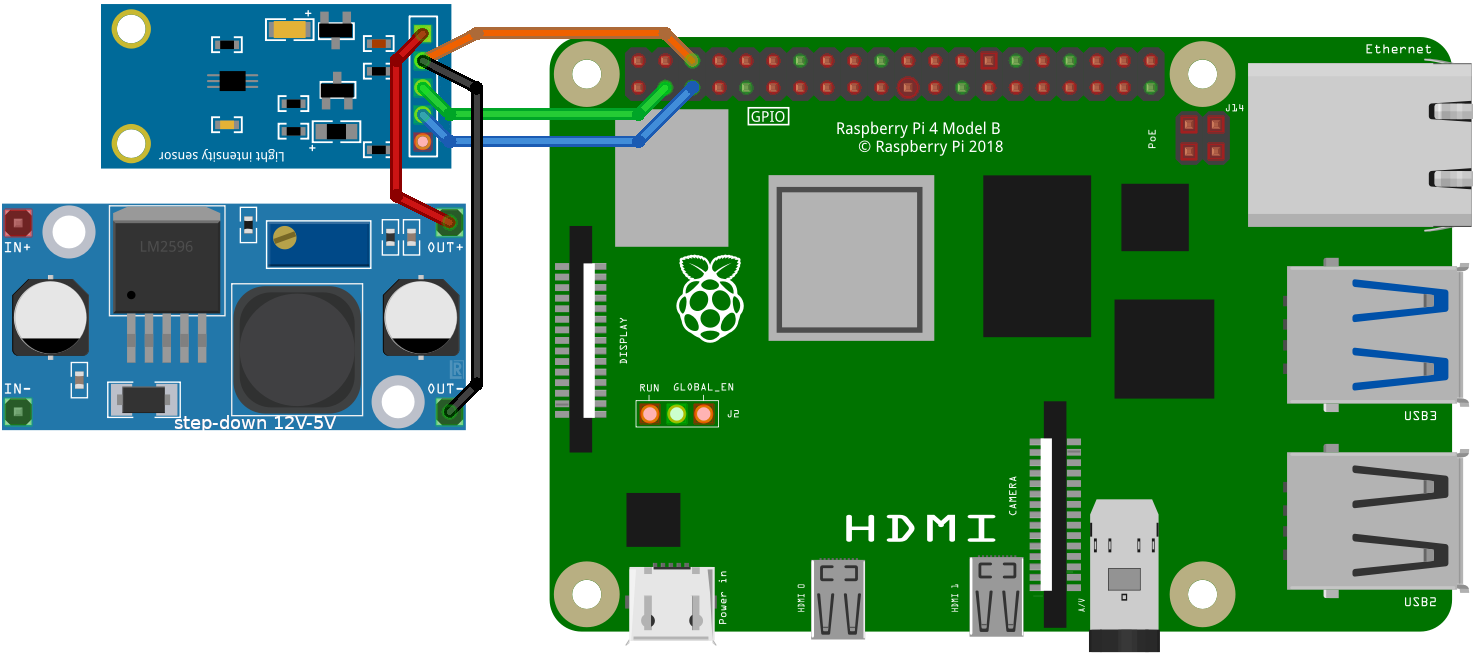 Light intensity sensor
+
+
LM2596
IN+
OUT+
IN-
OUT-
R
step-down 12V-5V
Ethernet
J14
PoE
GPIO
Raspberry Pi 4 Model B
© Raspberry Pi 2018
DISPLAY
RUN GLOBAL_EN
J2
USB3
CAMERA
HDMI
Power in
HDMI 0
HDMI 1
A/V
USB2